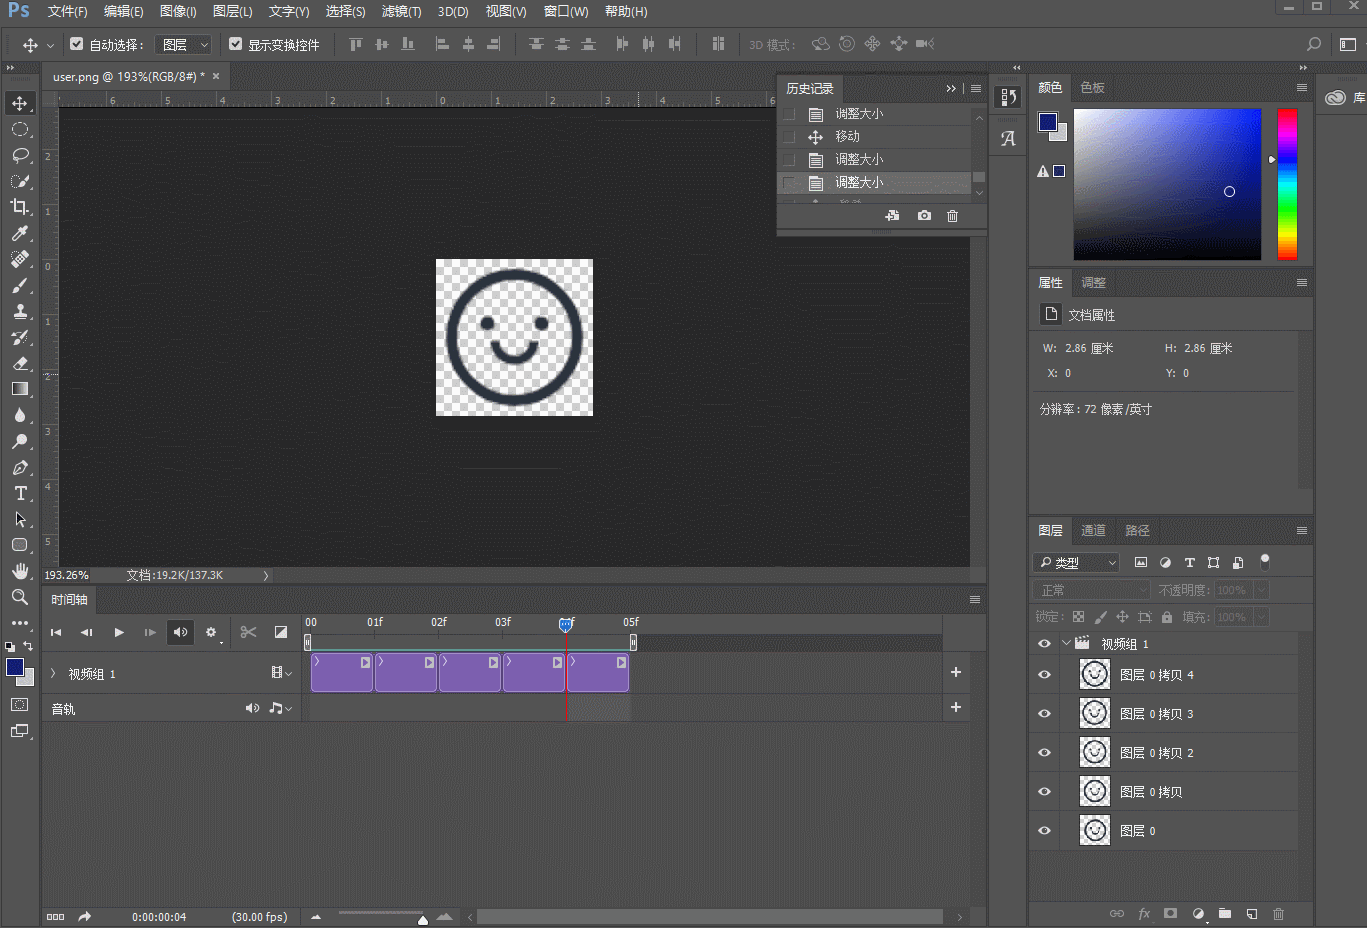 Ps 文件(F) 编辑(E) 图像(I) 图层(L) 文字(Y) 选择(S) 滤镜(T) 3D(D) 视图(V) 窗口(W) 帮助(H)
自动选择： 图层 显示变换控件 3D 模式：
user.png @ 193%(RGB/8#) * ×
6 5 4 3 2 1 0 1 2 3 4 5 6
2
1
0
1
2
3
4
5
历史记录
调整大小
移动
调整大小
调整大小
颜色 色板
库
属性 调整
文档属性
W: 2.86 厘米 H: 2.86 厘米
X: 0 Y: 0
分辨率：72 像素/英寸
193.26% 文档:19.2K/137.3K
时间轴
00 01f 02f 03f 05f
视频组 1
音轨
0:00:00:04 (30.00 fps)
图层 通道 路径
类型
正常 不透明度: 100%
锁定: 填充: 100%
视频组 1
图层 0 拷贝 4
图层 0 拷贝 3
图层 0 拷贝 2
图层 0 拷贝
图层 0
fx